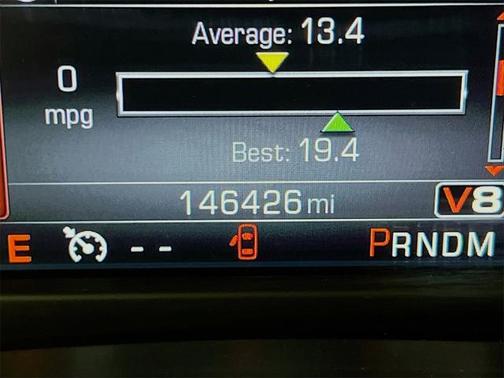 Average: 13.4
0
mpg
Best: 19.4
146426 mi
V8
E -- PRNDM